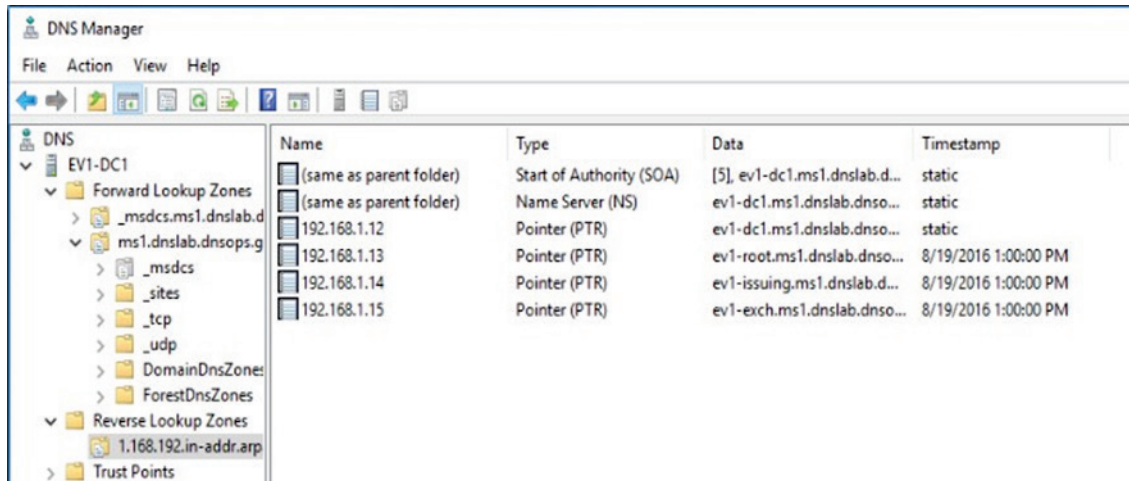 DNS Manager
File Action View Help
DNS
EV1-DC1
Forward Lookup Zones
_msdcs.ms1.dnslab.d
ms1.dnslab.dnsops.g
_msdcs
_sites
_tcp
_udp
DomainDnsZones
ForestDnsZones
Reverse Lookup Zones
1.168.192.in-addr.arp
Trust Points
Name Type Data Timestamp
(same as parent folder) Start of Authority (SOA) [5], ev1-dc1.ms1.dnslab.d... static
(same as parent folder) Name Server (NS) ev1-dc1.ms1.dnslab.dnso... static
192.168.1.12 Pointer (PTR) ev1-dc1.ms1.dnslab.dnso... static
192.168.1.13 Pointer (PTR) ev1-root.ms1.dnslab.dnso... 8/19/2016 1:00:00 PM
192.168.1.14 Pointer (PTR) ev1-issuing.ms1.dnslab.d... 8/19/2016 1:00:00 PM
192.168.1.15 Pointer (PTR) ev1-exch.ms1.dnslab.dnso... 8/19/2016 1:00:00 PM